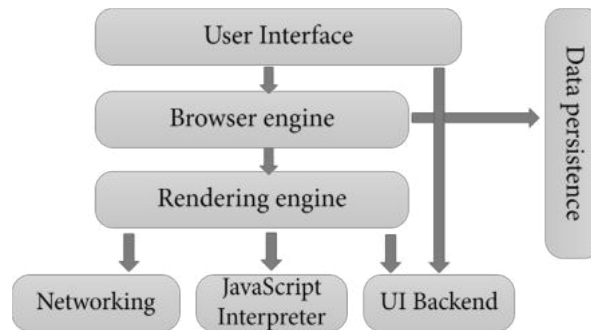 User Interface
Browser engine
Rendering engine
Networking
JavaScript
Interpreter
UI Backend
Data persistence